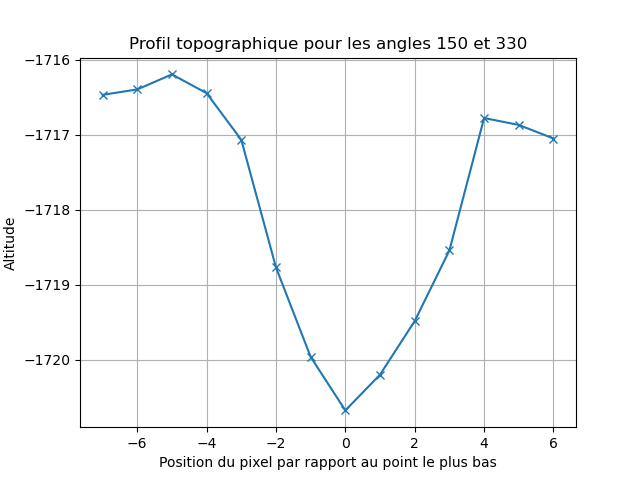 Profil topographique pour les angles 150 et 330
−1716
−1717
−1718
−1719
−1720
Altitude
−6 −4 −2 0 2 4 6
Position du pixel par rapport au point le plus bas